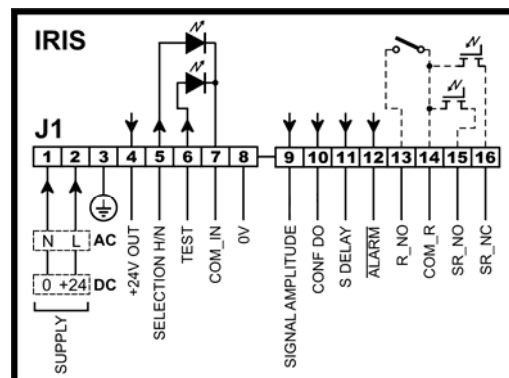 IRIS
J1
1 2 3 4 5 6 7 8 9 10 11 12 13 14 15 16
N L AC
0 +24 DC
SUPPLY
+24V OUT
SELECTION H/N
TEST
COM_IN
0V
SIGNAL AMPLITUDE
CONF DO
S DELAY
ALARM
R_NO
COM_R
SR_NO
SR_NC